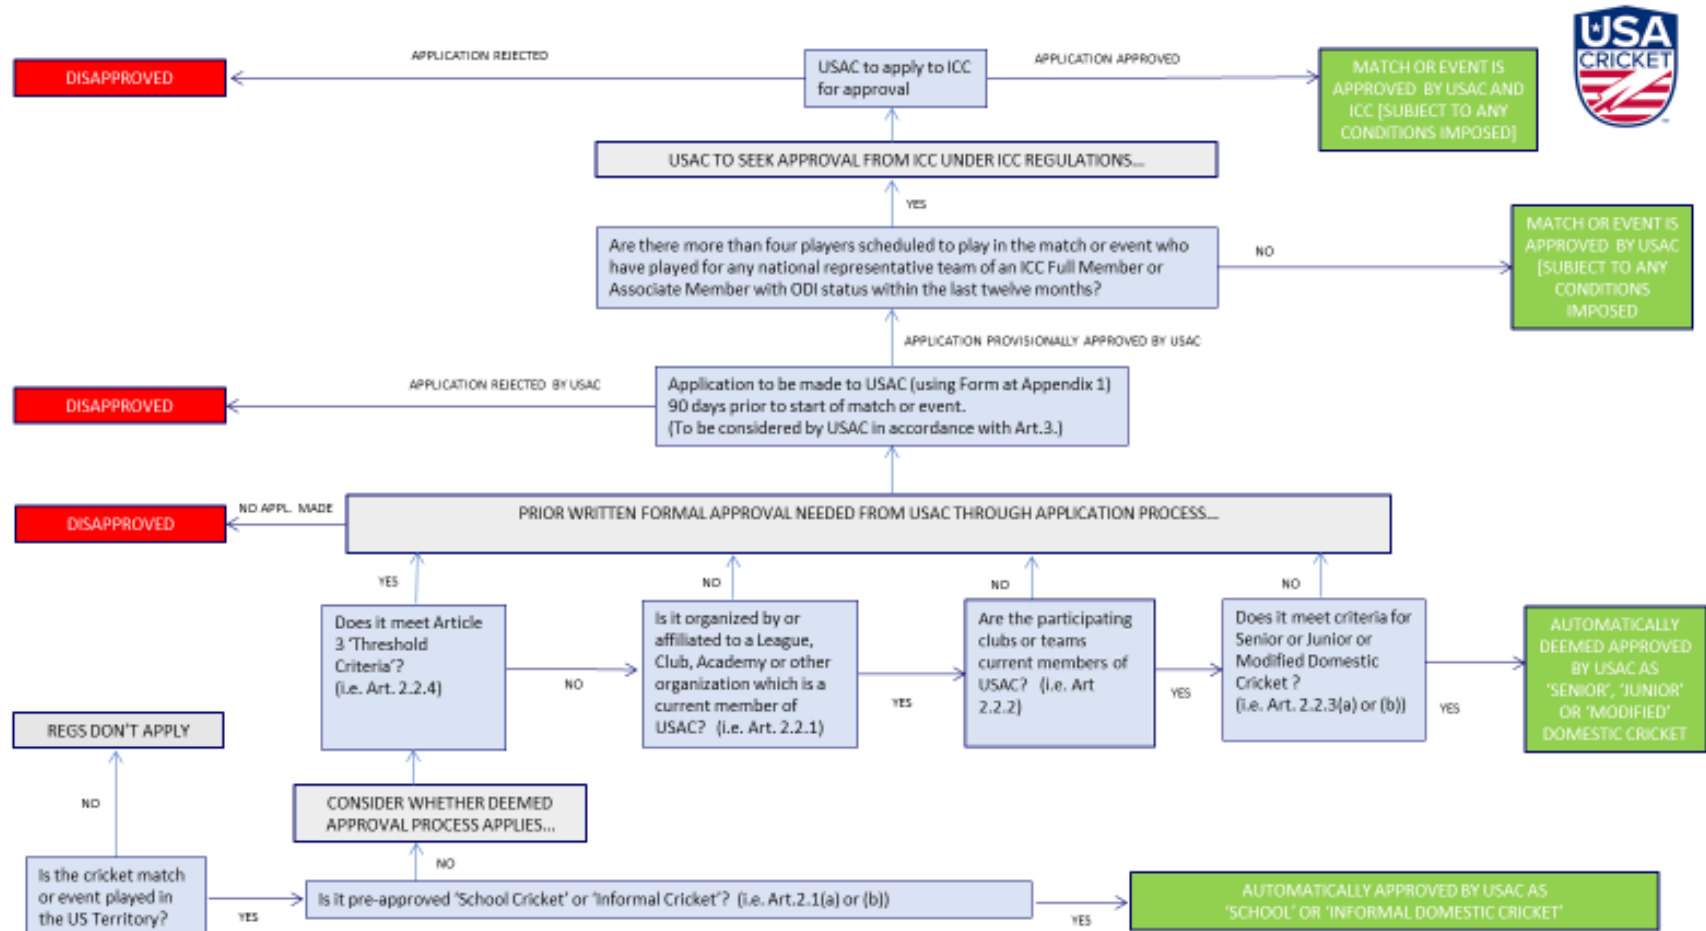 USA
CRICKET
APPLICATION REJECTED
APPLICATION APPROVED
DISAPPROVED
USAC to apply to ICC
for approval
MATCH OR EVENT IS
APPROVED BY USAC AND
ICC [SUBJECT TO ANY
CONDITIONS IMPOSED]
USAC TO SEEK APPROVAL FROM ICC UNDER ICC REGULATIONS...
YES
Are there more than four players scheduled to play in the match or event who
have played for any national representative team of an ICC Full Member or
Associate Member with ODI status within the last twelve months?
NO
MATCH OR EVENT IS
APPROVED BY USAC
[SUBJECT TO ANY
CONDITIONS
IMPOSED
APPLICATION PROVISIONALLY APPROVED BY USAC
APPLICATION REJECTED BY USAC
DISAPPROVED
Application to be made to USAC (using Form at Appendix 1)
90 days prior to start of match or event.
(To be considered by USAC in accordance with Art.3.)
NO APPL. MADE
DISAPPROVED
PRIOR WRITTEN FORMAL APPROVAL NEEDED FROM USAC THROUGH APPLICATION PROCESS...
YES
NO
NO
NO
Does it meet Article
3 'Threshold
Criteria'?
(i.e. Art. 2.2.4)
NO
Is it organized by or
affiliated to a League,
Club, Academy or other
organization which is a
current member of
USAC? (i.e. Art. 2.2.1)
YES
Are the participating
clubs or teams
current members of
USAC? (i.e. Art
2.2.2)
YES
Does it meet criteria for
Senior or Junior or
Modified Domestic
Cricket ?
(i.e. Art. 2.2.3(a) or (b))
YES
AUTOMATICALLY
DEEMED APPROVED
BY USAC AS
'SENIOR', 'JUNIOR'
OR 'MODIFIED'
DOMESTIC CRICKET
REGS DON'T APPLY
NO
CONSIDER WHETHER DEEMED
APPROVAL PROCESS APPLIES...
NO
Is the cricket match
or event played in
the US Territory?
YES
Is it pre-approved 'School Cricket' or 'Informal Cricket'? (i.e. Art.2.1(a) or (b))
YES
AUTOMATICALLY APPROVED BY USAC AS
'SCHOOL' OR 'INFORMAL DOMESTIC CRICKET'